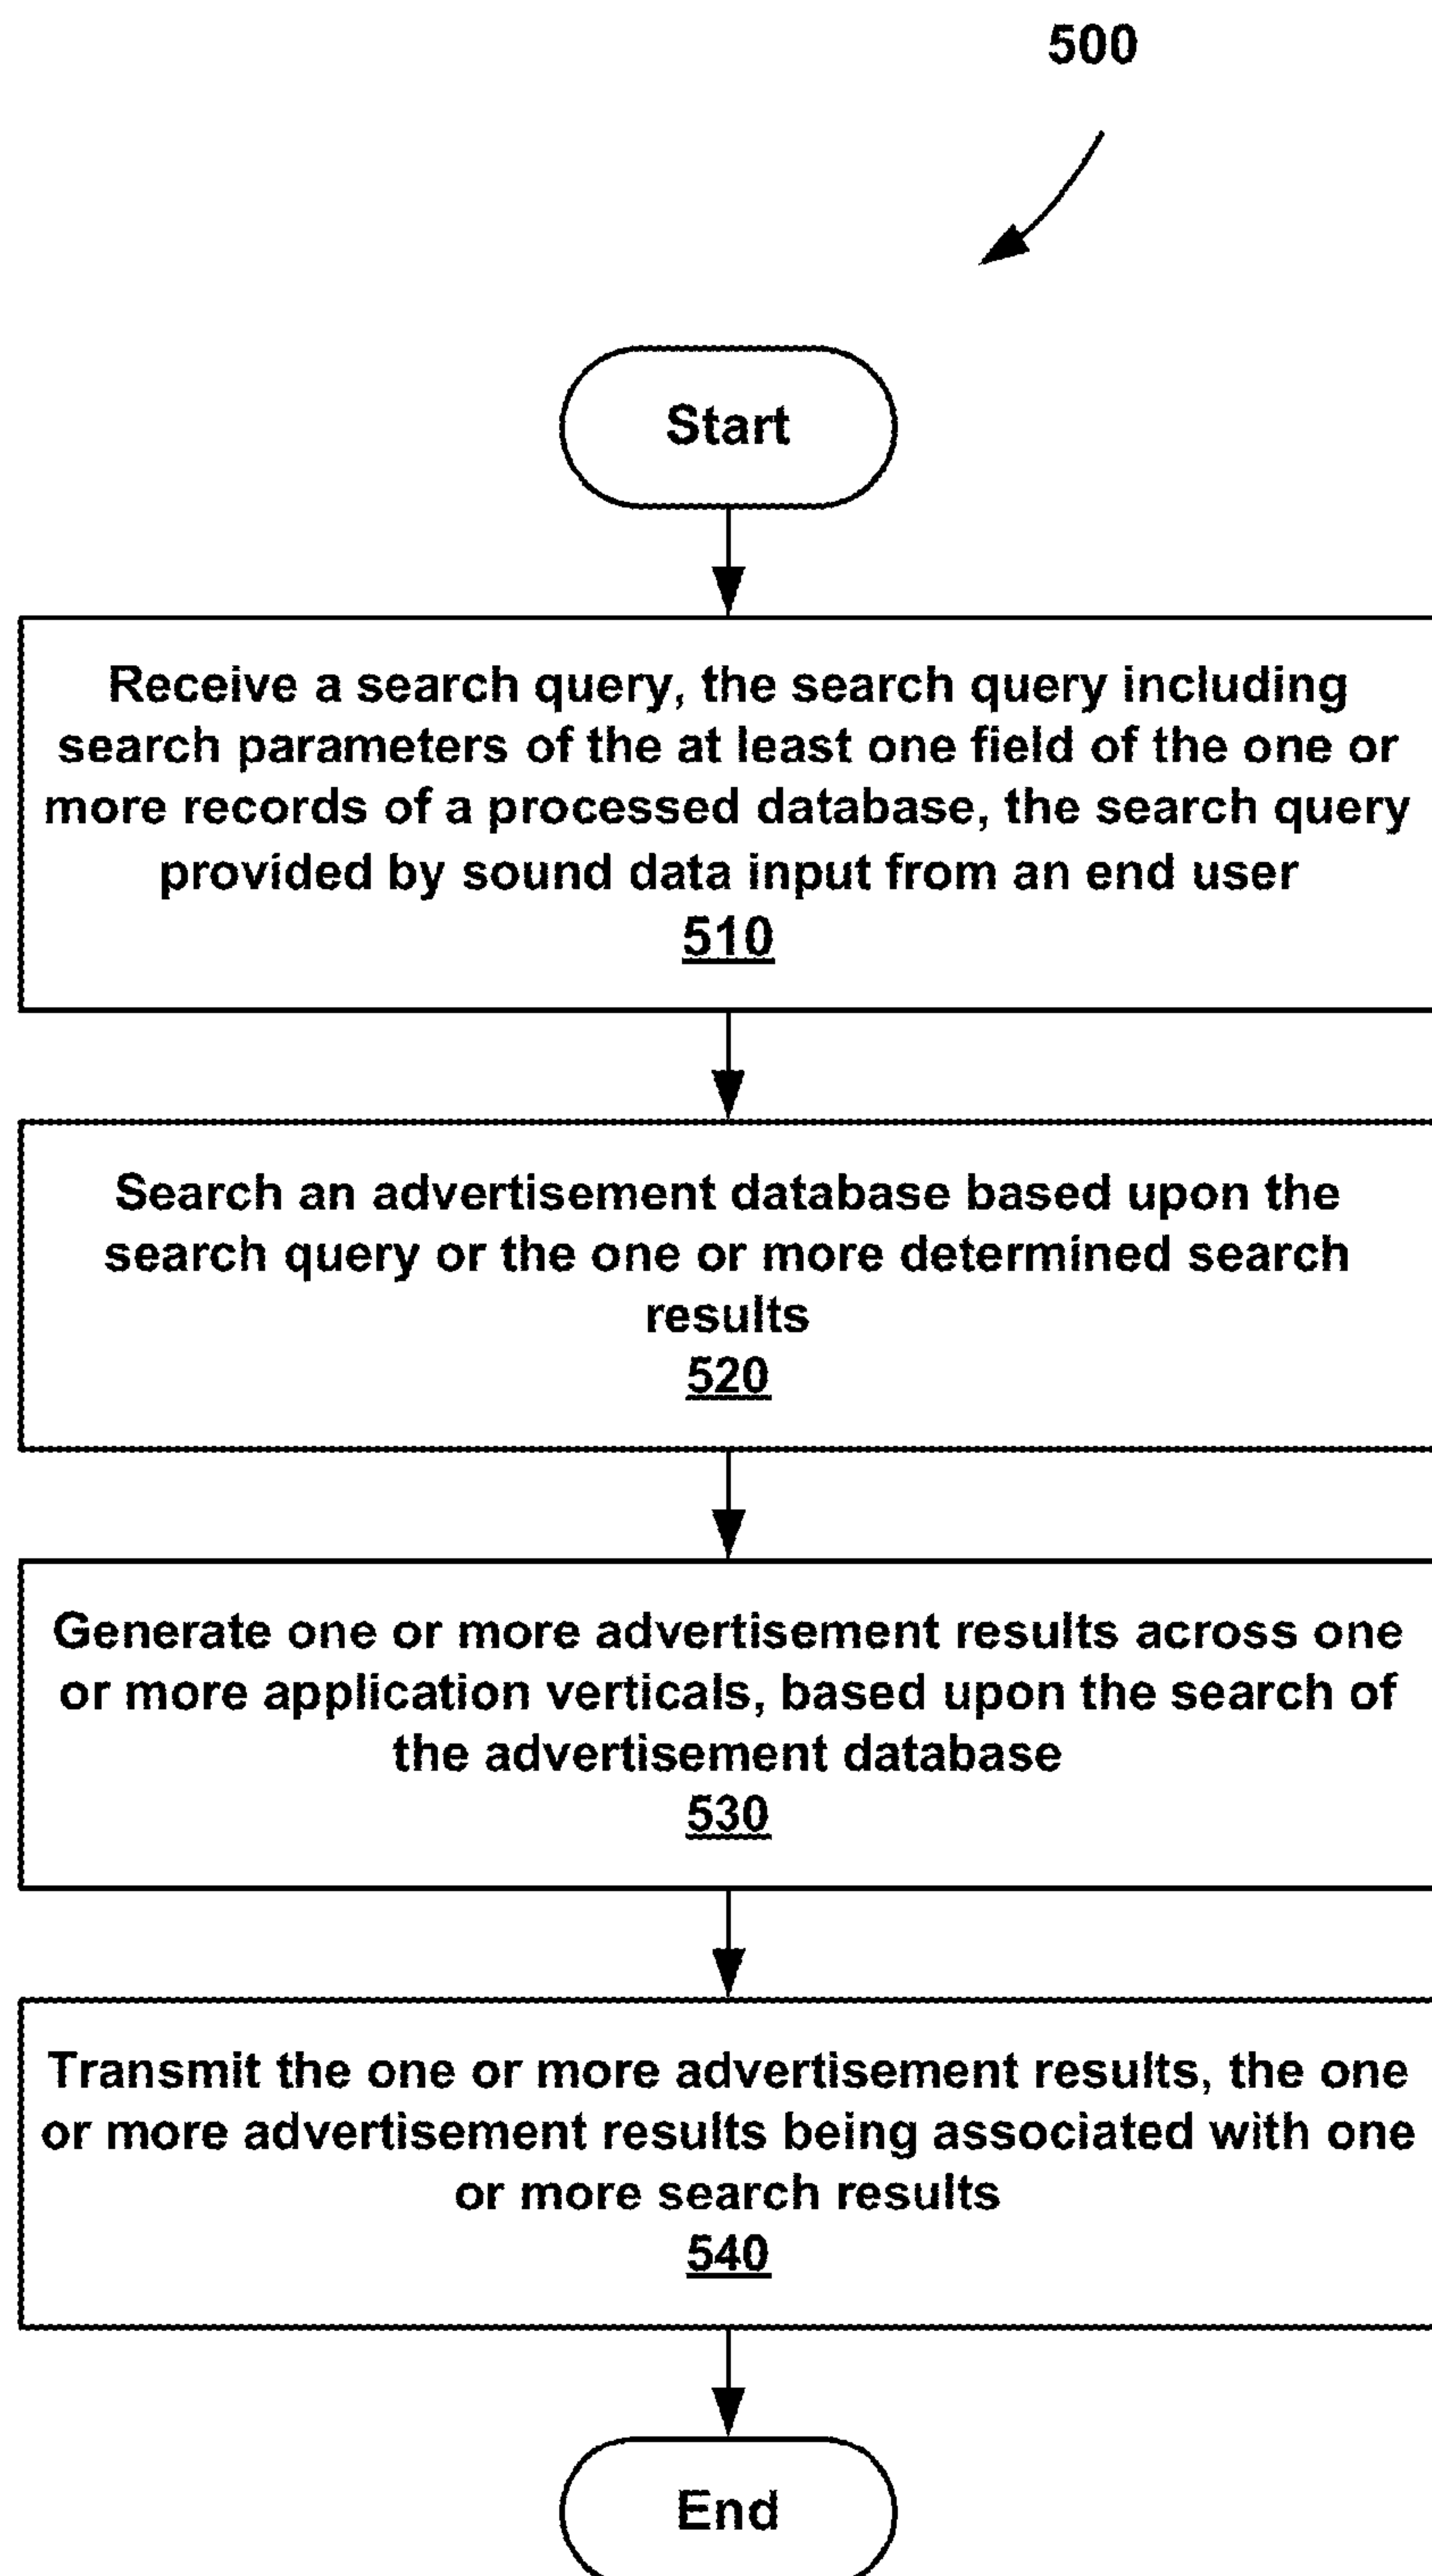 500
Start
Receive a search query, the search query including
search parameters of the at least one field of the one or
more records of a processed database, the search query
provided by sound data input from an end user
510
Search an advertisement database based upon the
search query or the one or more determined search
results
520
Generate one or more advertisement results across one
or more application verticals, based upon the search of
the advertisement database
530
Transmit the one or more advertisement results, the one
or more advertisement results being associated with one
or more search results
540
End